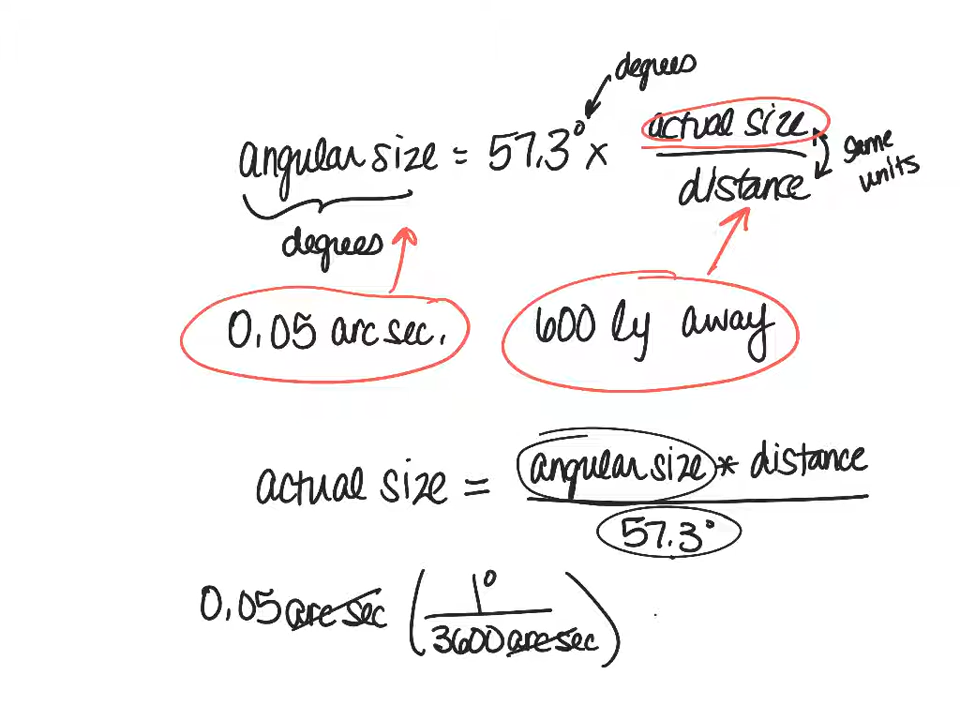 degrees
angular size = 57.3° × actual size / distance
same units
degrees
0.05 arc sec.
600 ly away
actual size = angular size * distance / 57.3°
0.05 arc sec (1° / 3600 arc sec)